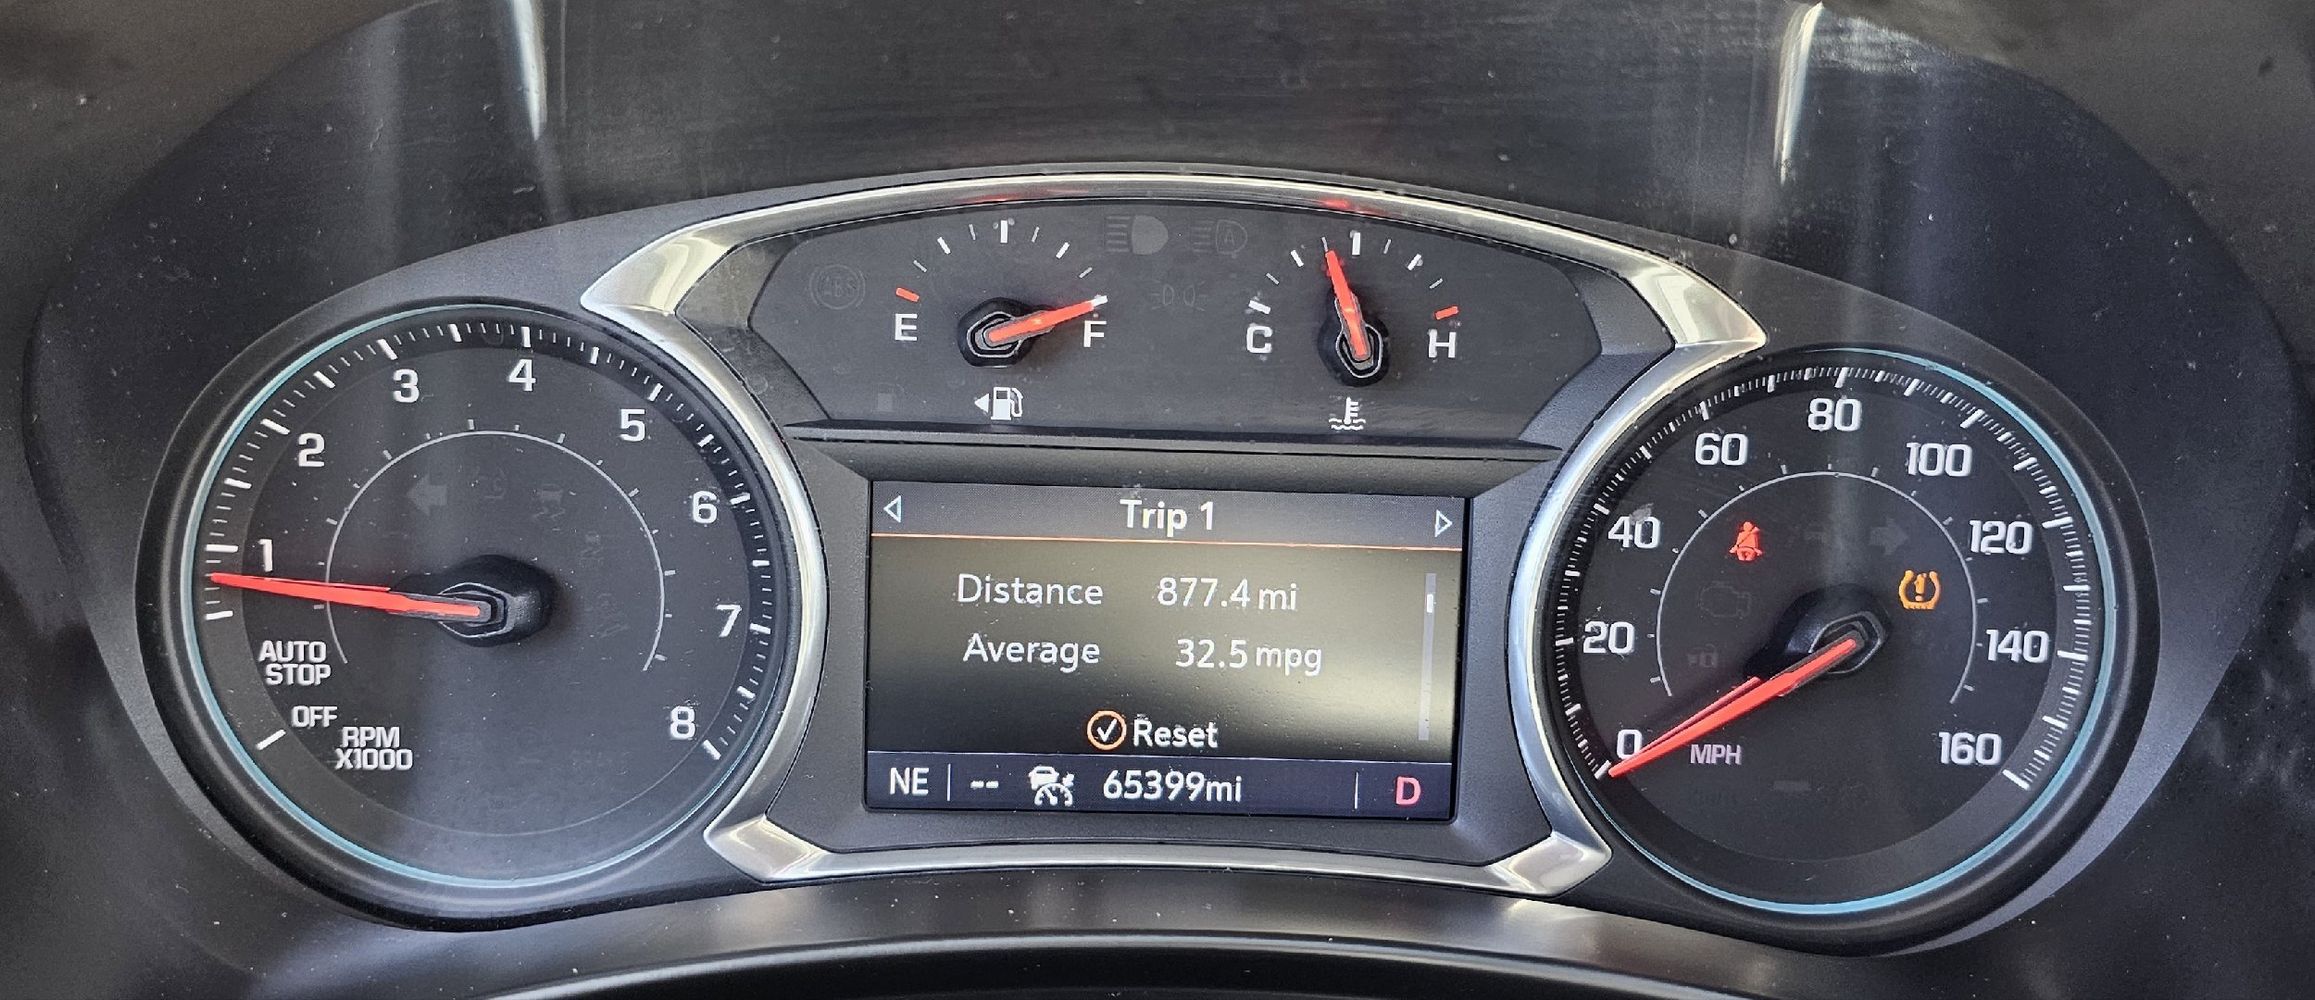 E
F
C
H
1
2
3
4
5
6
7
8
AUTO
STOP
OFF
RPM
X1000
Trip 1
Distance 877.4 mi
Average 32.5 mpg
Reset
NE -- 65399mi D
0
20
40
60
80
100
120
140
160
MPH
ABS
A